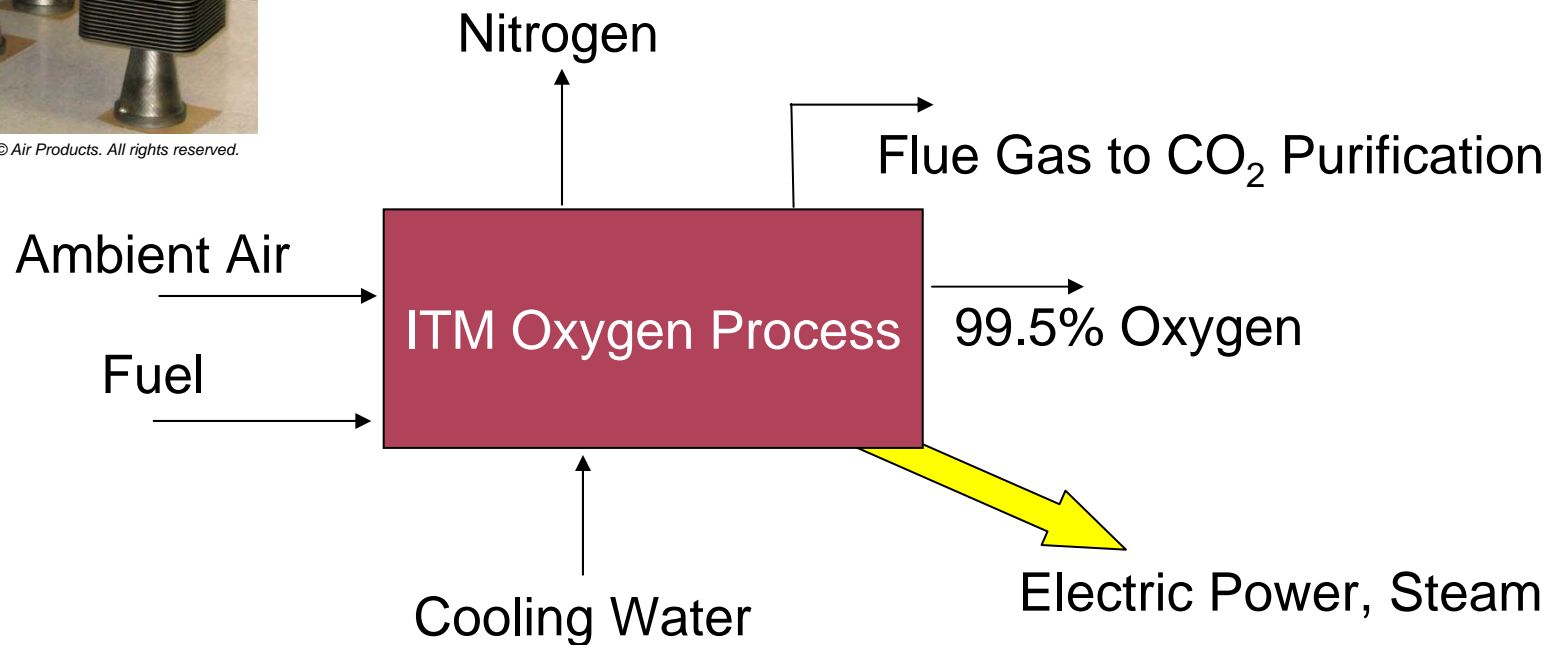 Nitrogen
© Air Products. All rights reserved.
Flue Gas to CO₂ Purification
Ambient Air
ITM Oxygen Process
99.5% Oxygen
Fuel
Electric Power, Steam
Cooling Water